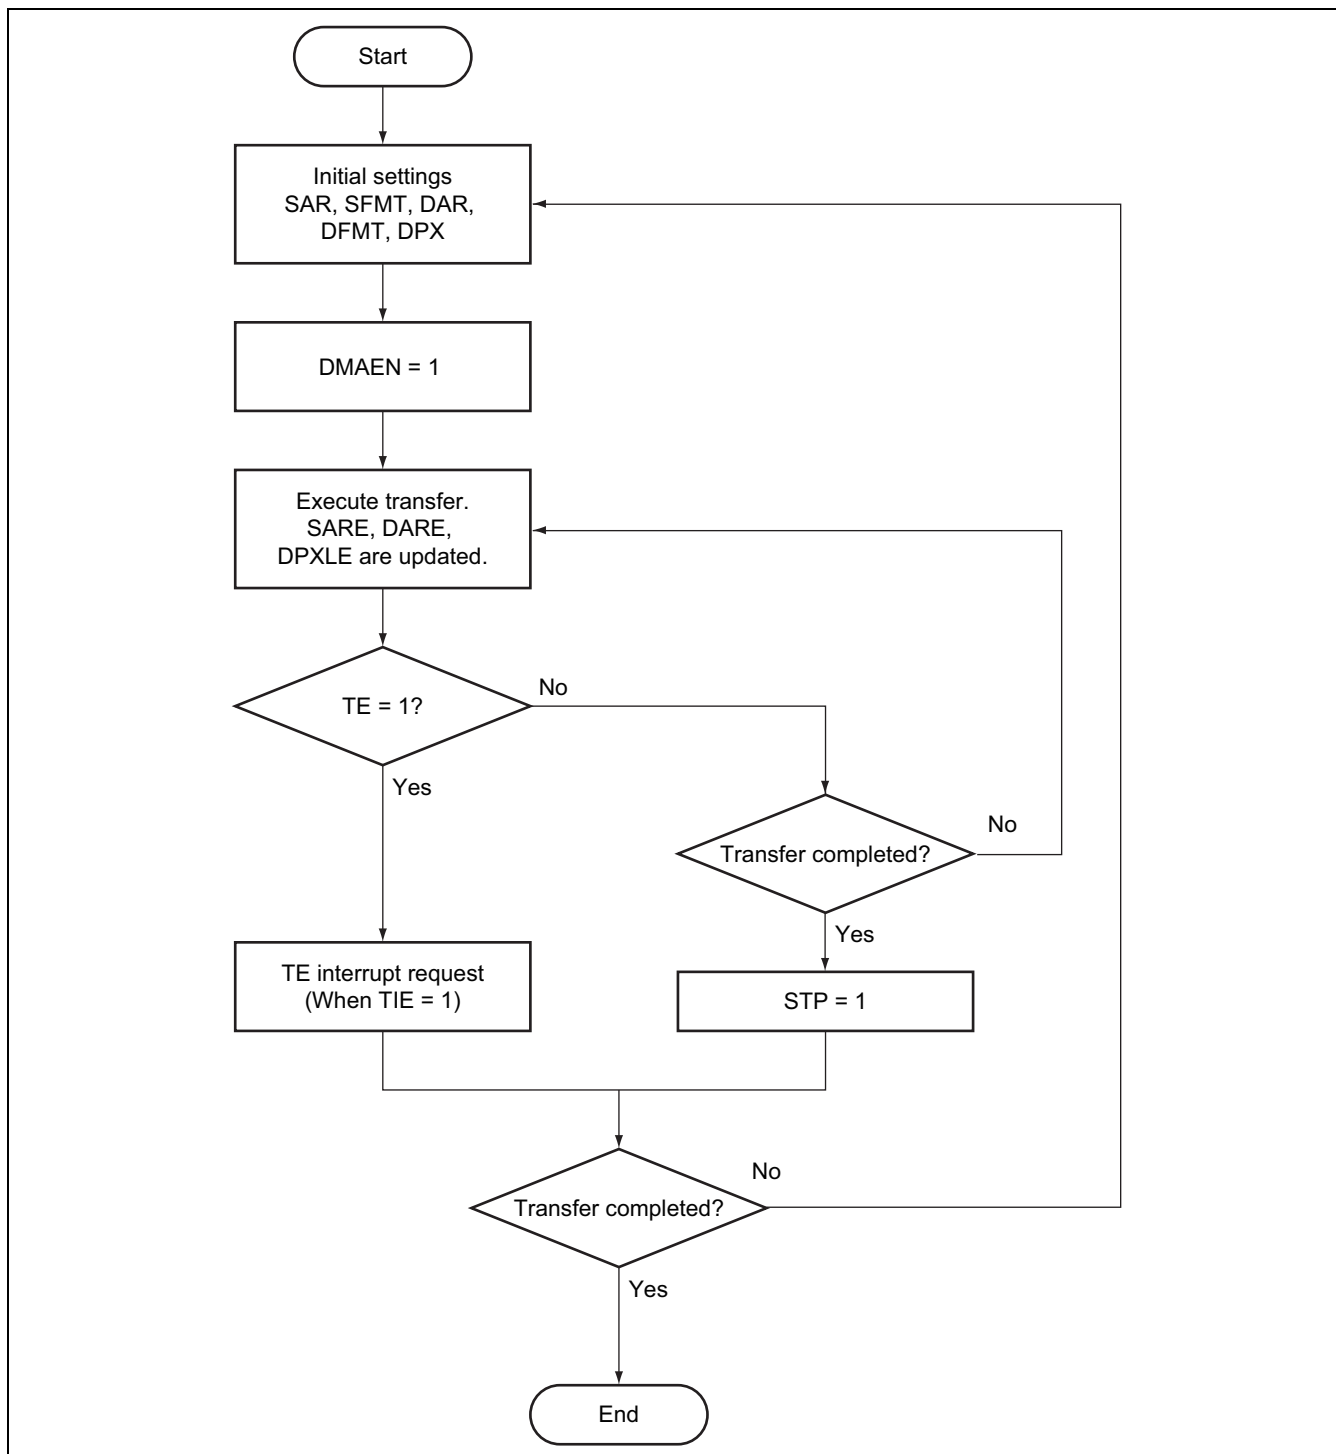 Start
Initial settings
SAR, SFMT, DAR,
DFMT, DPX
DMAEN = 1
Execute transfer.
SARE, DARE,
DPXLE are updated.
TE = 1?
No
Yes
Transfer completed?
No
Yes
TE interrupt request
(When TIE = 1)
STP = 1
Transfer completed?
No
Yes
End